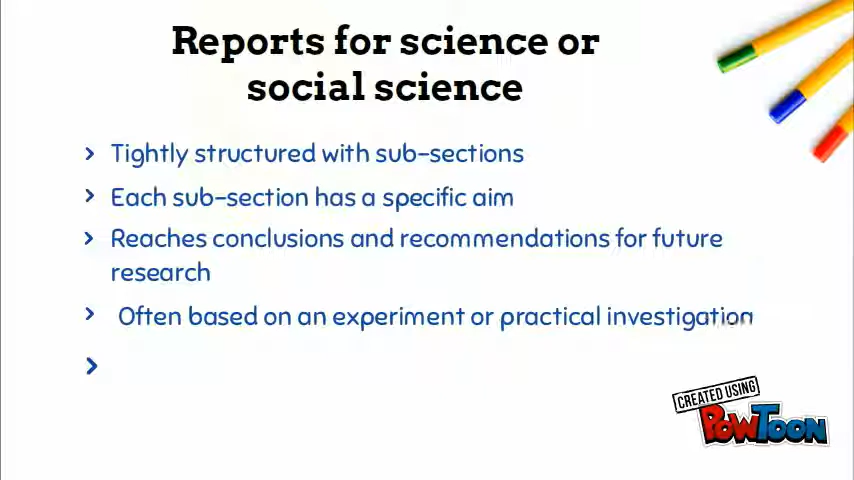 Reports for science or
social science
> Tightly structured with sub-sections
> Each sub-section has a specific aim
> Reaches conclusions and recommendations for future
research
> Often based on an experiment or practical investigation
>
CREATED USING
POWTOON